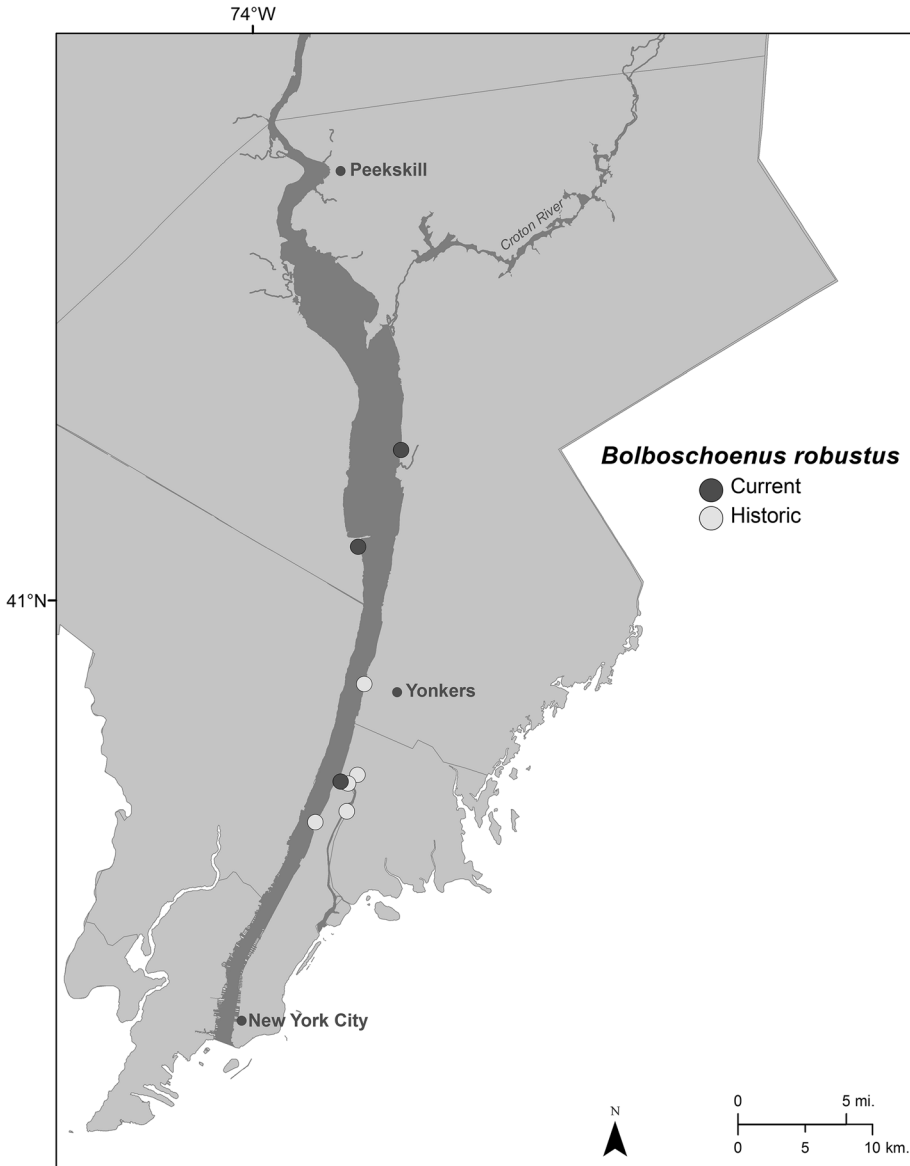 74°W
Peekskill
Croton River
Bolboschoenus robustus
Current
Historic
41°N
Yonkers
New York City
N
0 5 mi.
0 5 10 km.